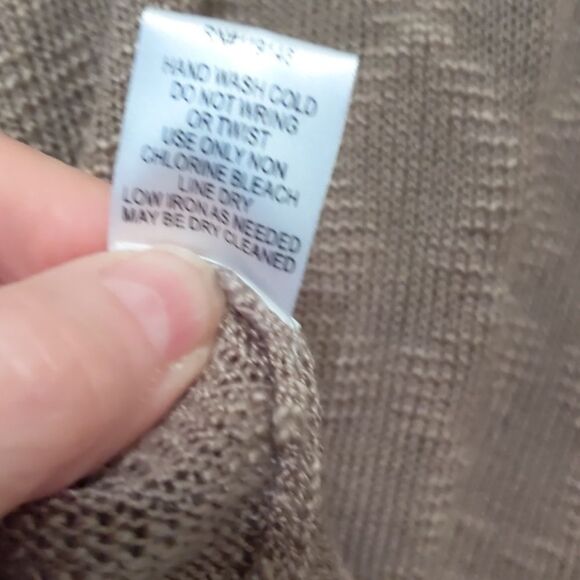 HAND WASH COLD
DO NOT WRING
OR TWIST
USE ONLY NON
CHLORINE BLEACH
LINE DRY
LOW IRON AS NEEDED
MAY BE DRY CLEANED